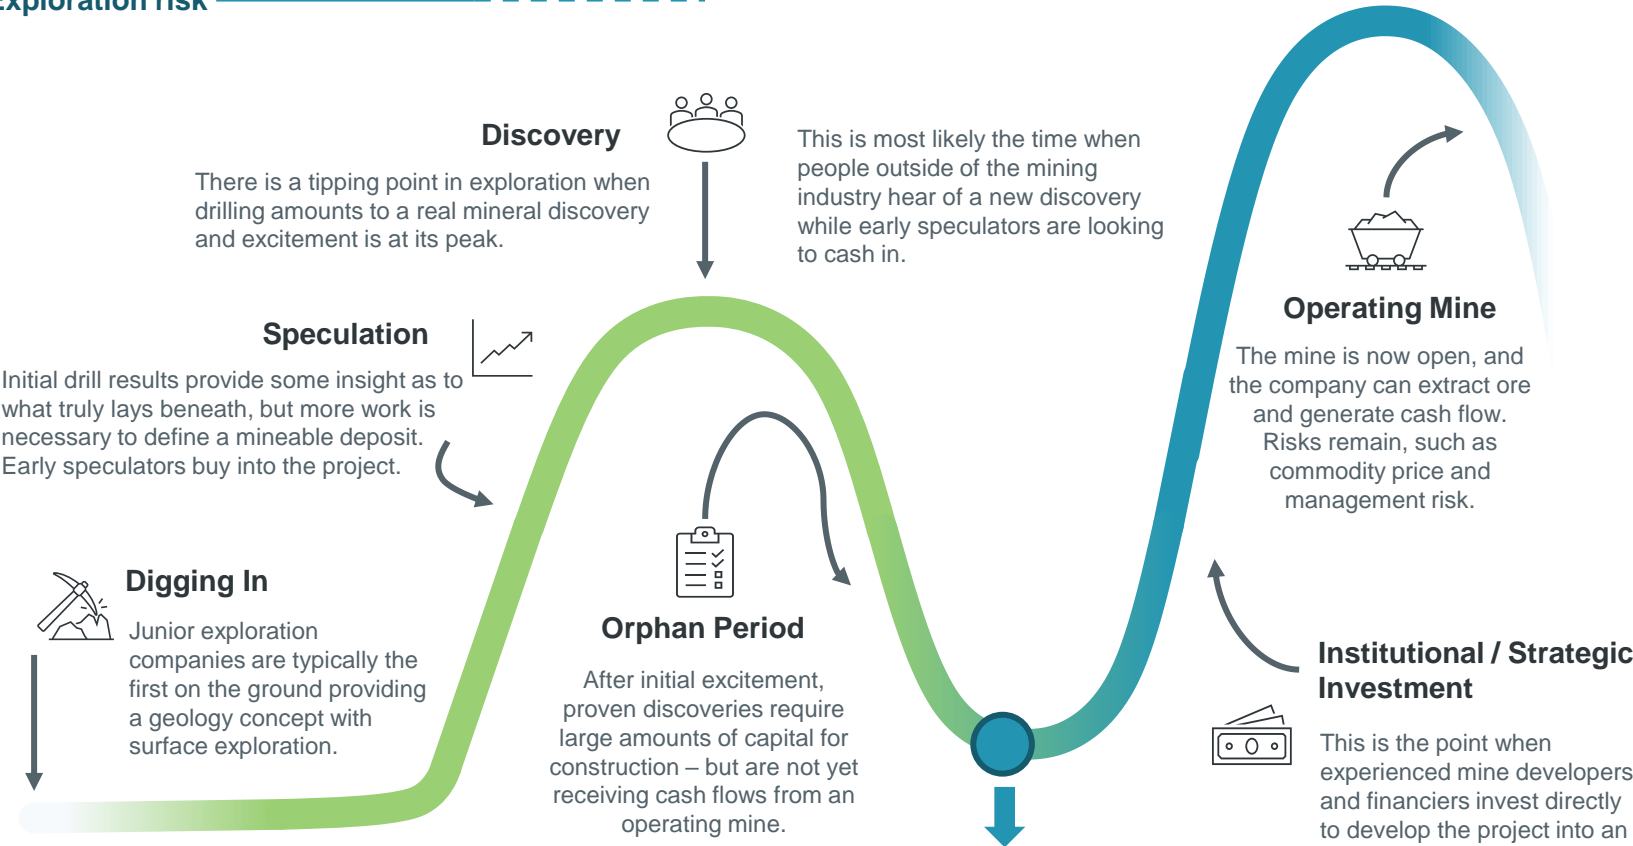 Exploration risk
Discovery
There is a tipping point in exploration when
drilling amounts to a real mineral discovery
and excitement is at its peak.
This is most likely the time when
people outside of the mining
industry hear of a new discovery
while early speculators are looking
to cash in.
Speculation
Initial drill results provide some insight as to
what truly lays beneath, but more work is
necessary to define a mineable deposit.
Early speculators buy into the project.
Digging In
Junior exploration
companies are typically the
first on the ground providing
a geology concept with
surface exploration.
Orphan Period
After initial excitement,
proven discoveries require
large amounts of capital for
construction – but are not yet
receiving cash flows from an
operating mine.
Operating Mine
The mine is now open, and
the company can extract ore
and generate cash flow.
Risks remain, such as
commodity price and
management risk.
Institutional / Strategic
Investment
This is the point when
experienced mine developers
and financiers invest directly
to develop the project into an